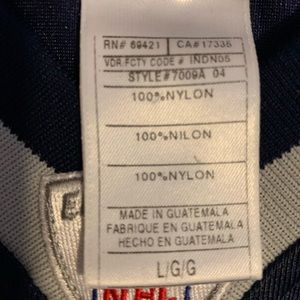 RN# 69421 CA#17335
VDR.FCTY CODE # INDN05
STYLE#7009A 04
100%NYLON
100%NILON
100%NYLON
MADE IN GUATEMALA
FABRIQUE EN GUATEMALA
HECHO EN GUATEMALA
L/G/G